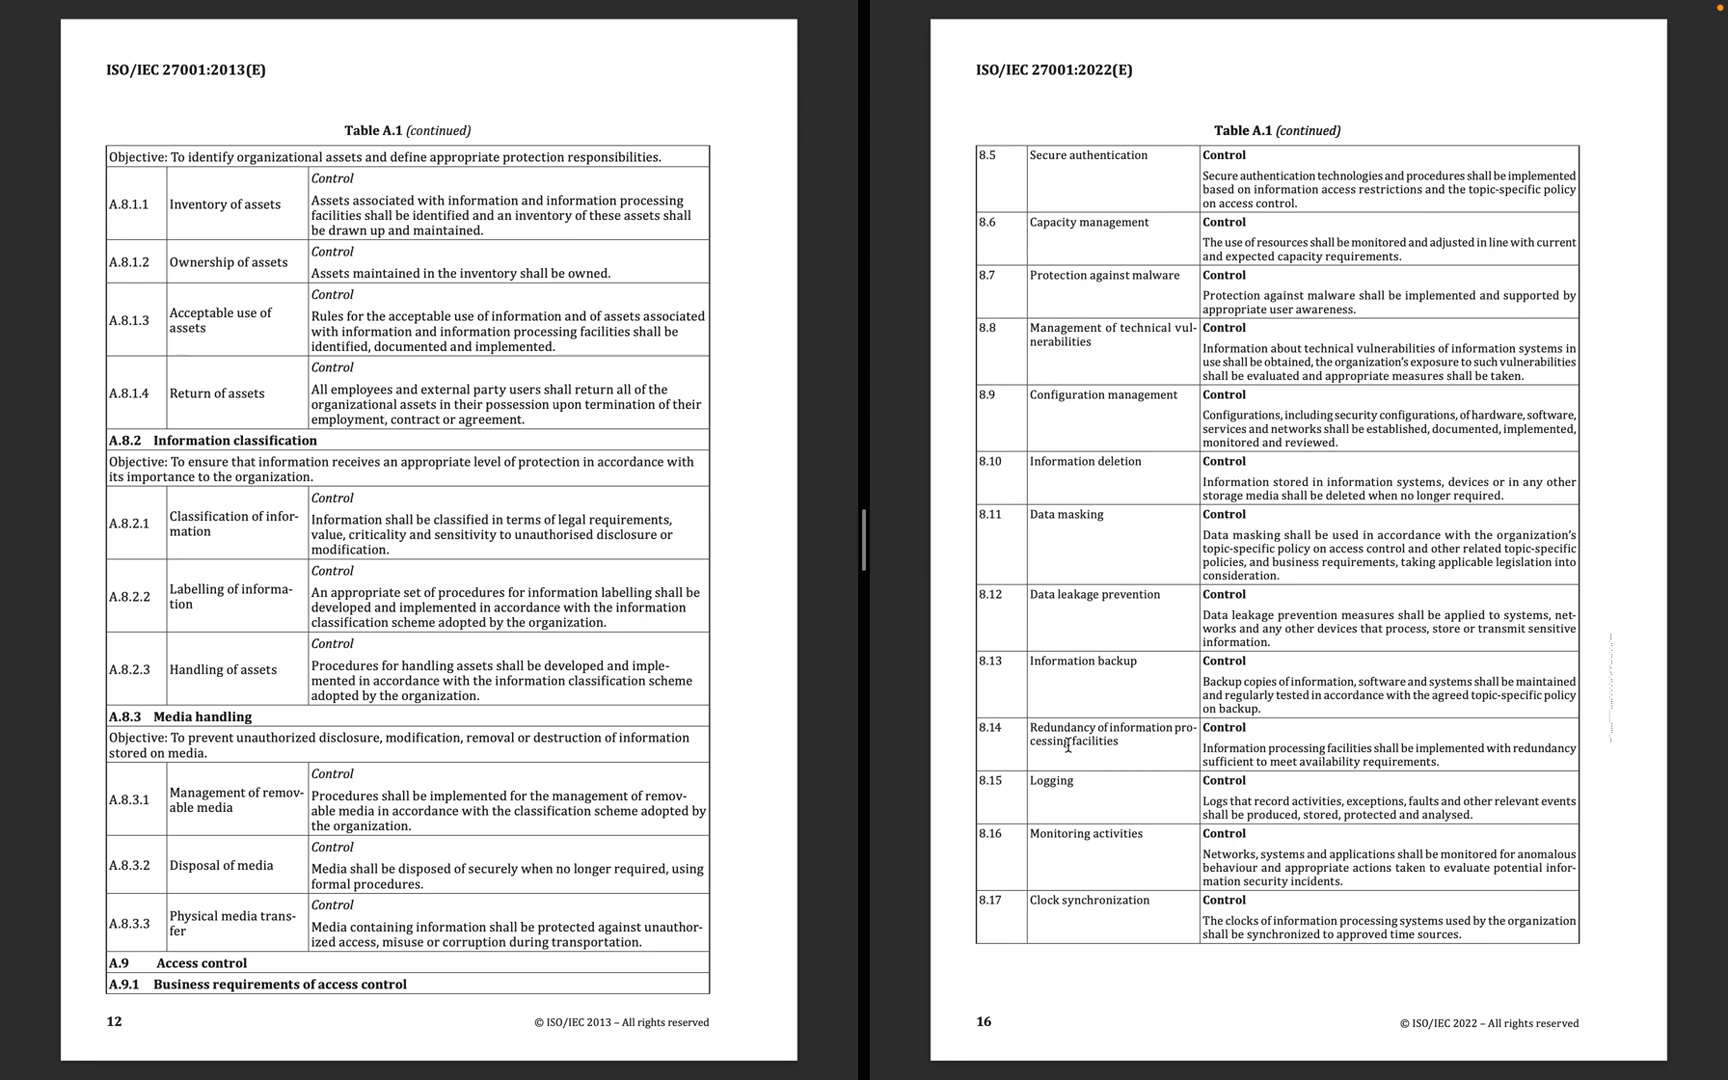 ISO/IEC 27001:2013(E)
Table A.1 (continued)
Objective: To identify organizational assets and define appropriate protection responsibilities.
A.8.1.1
Inventory of assets
Control
Assets associated with information and information processing
facilities shall be identified and an inventory of these assets shall
be drawn up and maintained.
A.8.1.2
Ownership of assets
Control
Assets maintained in the inventory shall be owned.
A.8.1.3
Acceptable use of
assets
Control
Rules for the acceptable use of information and of assets associated
with information and information processing facilities shall be
identified, documented and implemented.
A.8.1.4
Return of assets
Control
All employees and external party users shall return all of the
organizational assets in their possession upon termination of their
employment, contract or agreement.
A.8.2 Information classification
Objective: To ensure that information receives an appropriate level of protection in accordance with
its importance to the organization.
A.8.2.1
Classification of infor-
mation
Control
Information shall be classified in terms of legal requirements,
value, criticality and sensitivity to unauthorised disclosure or
modification.
A.8.2.2
Labelling of informa-
tion
Control
An appropriate set of procedures for information labelling shall be
developed and implemented in accordance with the information
classification scheme adopted by the organization.
A.8.2.3
Handling of assets
Control
Procedures for handling assets shall be developed and imple-
mented in accordance with the information classification scheme
adopted by the organization.
A.8.3 Media handling
Objective: To prevent unauthorized disclosure, modification, removal or destruction of information
stored on media.
A.8.3.1
Management of remov-
able media
Control
Procedures shall be implemented for the management of remov-
able media in accordance with the classification scheme adopted by
the organization.
A.8.3.2
Disposal of media
Control
Media shall be disposed of securely when no longer required, using
formal procedures.
A.8.3.3
Physical media trans-
fer
Control
Media containing information shall be protected against unauthor-
ized access, misuse or corruption during transportation.
A.9 Access control
A.9.1 Business requirements of access control
12
© ISO/IEC 2013 – All rights reserved
ISO/IEC 27001:2022(E)
Table A.1 (continued)
8.5
Secure authentication
Control
Secure authentication technologies and procedures shall be implemented
based on information access restrictions and the topic-specific policy
on access control.
8.6
Capacity management
Control
The use of resources shall be monitored and adjusted in line with current
and expected capacity requirements.
8.7
Protection against malware
Control
Protection against malware shall be implemented and supported by
appropriate user awareness.
8.8
Management of technical vul-
nerabilities
Control
Information about technical vulnerabilities of information systems in
use shall be obtained, the organization's exposure to such vulnerabilities
shall be evaluated and appropriate measures shall be taken.
8.9
Configuration management
Control
Configurations, including security configurations, of hardware, software,
services and networks shall be established, documented, implemented,
monitored and reviewed.
8.10
Information deletion
Control
Information stored in information systems, devices or in any other
storage media shall be deleted when no longer required.
8.11
Data masking
Control
Data masking shall be used in accordance with the organization's
topic-specific policy on access control and other related topic-specific
policies, and business requirements, taking applicable legislation into
consideration.
8.12
Data leakage prevention
Control
Data leakage prevention measures shall be applied to systems, net-
works and any other devices that process, store or transmit sensitive
information.
8.13
Information backup
Control
Backup copies of information, software and systems shall be maintained
and regularly tested in accordance with the agreed topic-specific policy
on backup.
8.14
Redundancy of information pro-
cessing facilities
Control
Information processing facilities shall be implemented with redundancy
sufficient to meet availability requirements.
8.15
Logging
Control
Logs that record activities, exceptions, faults and other relevant events
shall be produced, stored, protected and analysed.
8.16
Monitoring activities
Control
Networks, systems and applications shall be monitored for anomalous
behaviour and appropriate actions taken to evaluate potential infor-
mation security incidents.
8.17
Clock synchronization
Control
The clocks of information processing systems used by the organization
shall be synchronized to approved time sources.
16
© ISO/IEC 2022 – All rights reserved